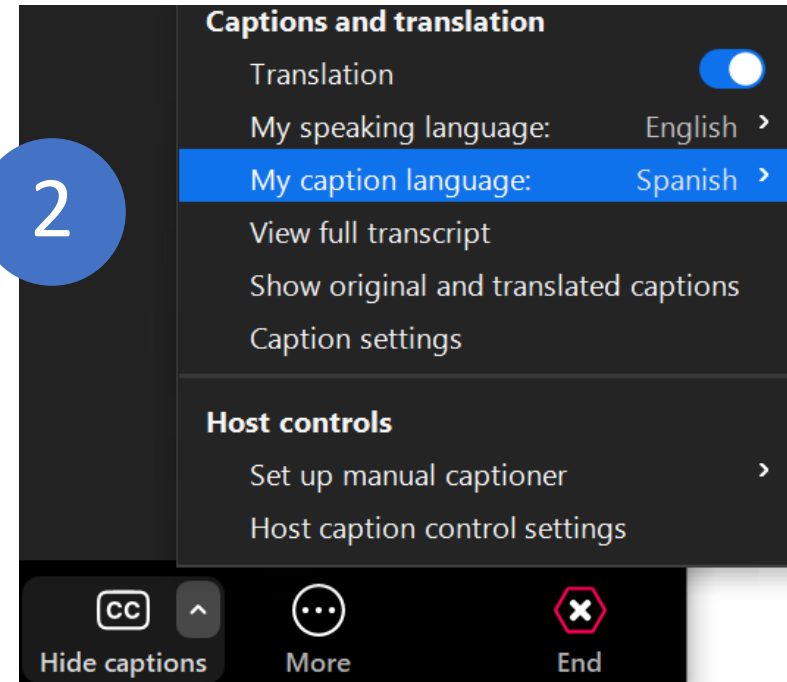 Captions and translation
Translation
My speaking language: English
2
My caption language: Spanish
View full transcript
Show original and translated captions
Caption settings
Host controls
Set up manual captioner
Host caption control settings
CC
Hide captions More End